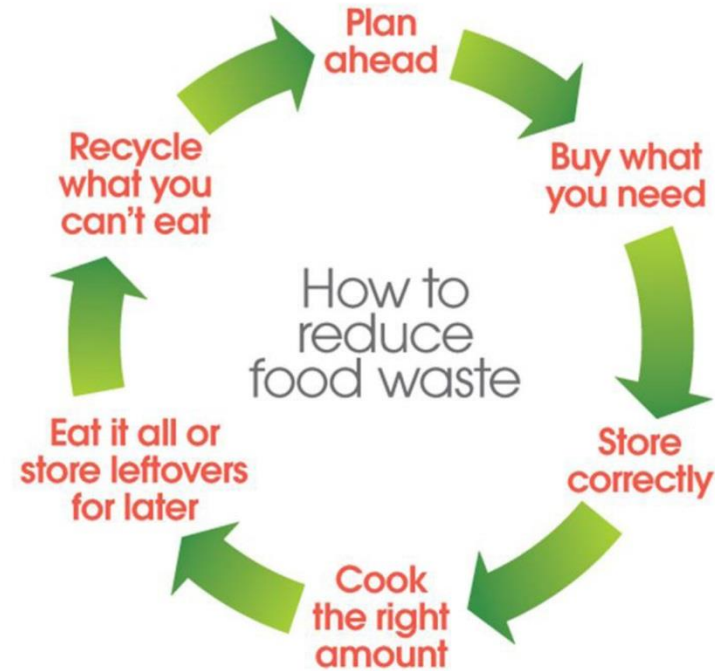 How to
reduce
food waste
Plan
ahead
Buy what
you need
Store
correctly
Cook
the right
amount
Eat it all or
store leftovers
for later
Recycle
what you
can't eat